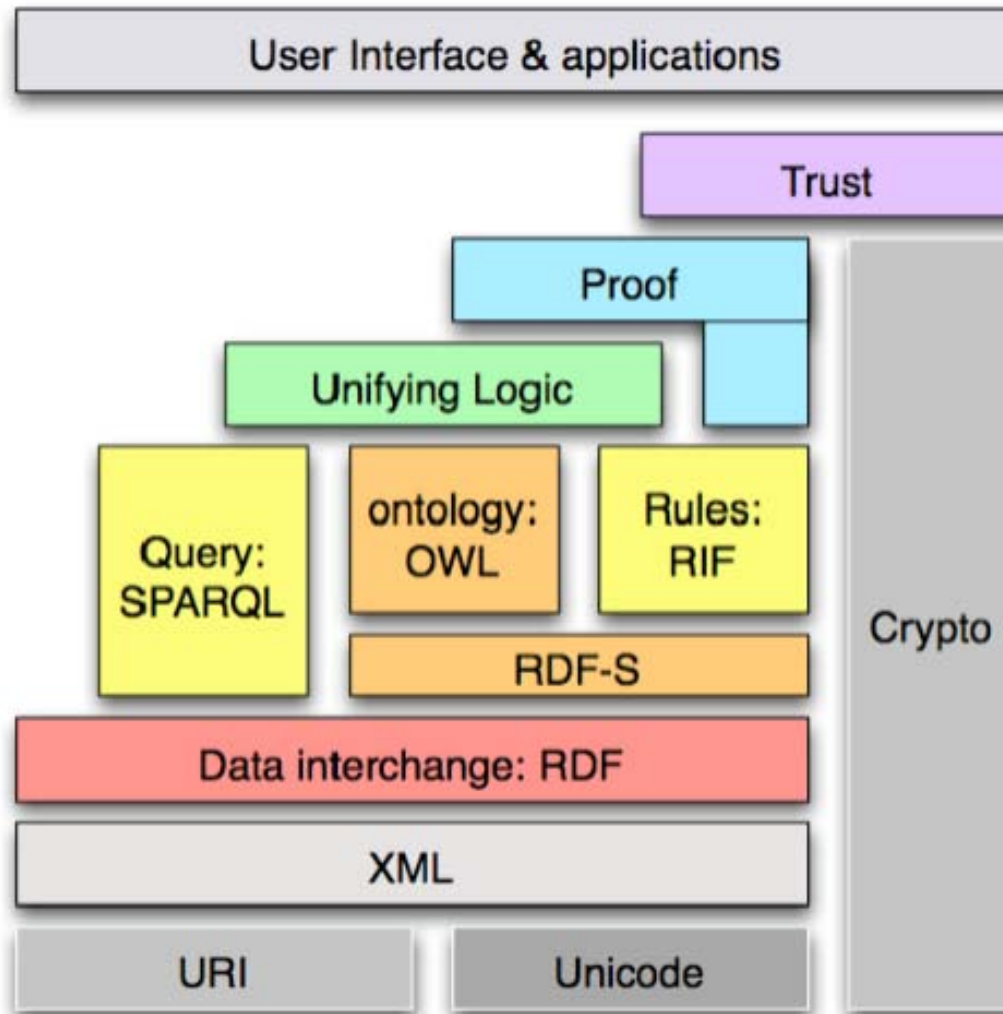 User Interface & applications
Trust
Proof
Unifying Logic
Query:
SPARQL
ontology:
OWL
Rules:
RIF
Crypto
RDF-S
Data interchange: RDF
XML
URI
Unicode